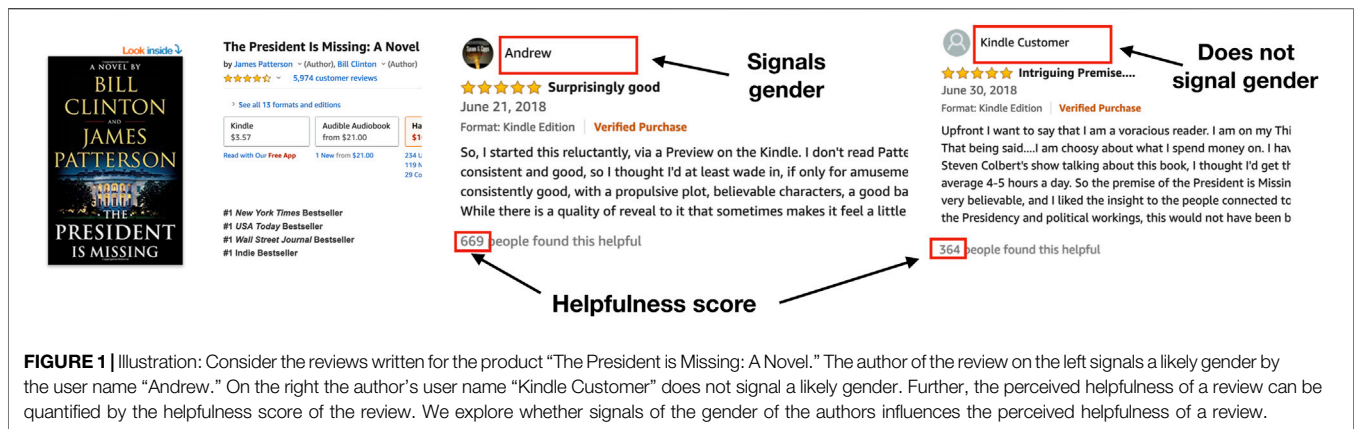 Look inside
A NOVEL BY
BILL
CLINTON
AND
JAMES
PATTERSON
THE
PRESIDENT
IS MISSING
The President Is Missing: A Novel
by James Patterson (Author), Bill Clinton (Author)
5,974 customer reviews
See all 13 formats and editions
Kindle
$3.57
Audible Audiobook
from $21.00
Ha
$1
Read with Our Free App
1 New from $21.00
234 L
119 N
29 Co
#1 New York Times Bestseller
#1 USA Today Bestseller
#1 Wall Street Journal Bestseller
#1 Indie Bestseller
Andrew
Signals
gender
Surprisingly good
June 21, 2018
Format: Kindle Edition | Verified Purchase
So, I started this reluctantly, via a Preview on the Kindle. I don't read Patte
consistent and good, so I thought I'd at least wade in, if only for amuseme
consistently good, with a propulsive plot, believable characters, a good ba
While there is a quality of reveal to it that sometimes makes it feel a little
669 people found this helpful
Kindle Customer
Does not
signal gender
Intriguing Premise....
June 30, 2018
Format: Kindle Edition | Verified Purchase
Upfront I want to say that I am a voracious reader. I am on my Thi
That being said....I am choosy about what I spend money on. I hav
Steven Colbert's show talking about this book, I thought I'd get th
average 4-5 hours a day. So the premise of the President is Missin
very believable, and I liked the insight to the people connected to
the Presidency and political workings, this would not have been b
364 people found this helpful
Helpfulness score
FIGURE 1 | Illustration: Consider the reviews written for the product “The President is Missing: A Novel.” The author of the review on the left signals a likely gender by
the user name “Andrew.” On the right the author’s user name “Kindle Customer” does not signal a likely gender. Further, the perceived helpfulness of a review can be
quantified by the helpfulness score of the review. We explore whether signals of the gender of the authors influences the perceived helpfulness of a review.